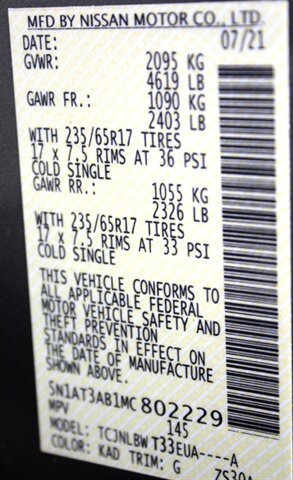 MFD BY NISSAN MOTOR CO., LTD.
DATE: 07/21
GVWR: 2095 KG
4619 LB
GAWR FR.: 1090 KG
2403 LB
WITH 235/65R17 TIRES
17 x 7.5 RIMS AT 36 PSI
COLD SINGLE
GAWR RR.: 1055 KG
2326 LB
WITH 235/65R17 TIRES
17 x 7.5 RIMS AT 33 PSI
COLD SINGLE
THIS VEHICLE CONFORMS TO
ALL APPLICABLE FEDERAL
MOTOR VEHICLE SAFETY AND
THEFT PREVENTION
STANDARDS IN EFFECT ON
THE DATE OF MANUFACTURE
SHOWN ABOVE.
5N1AT3AB1MC802229
MPV 145
MODEL: TCJNLBW T33EUA----A
COLOR: KAD TRIM: G